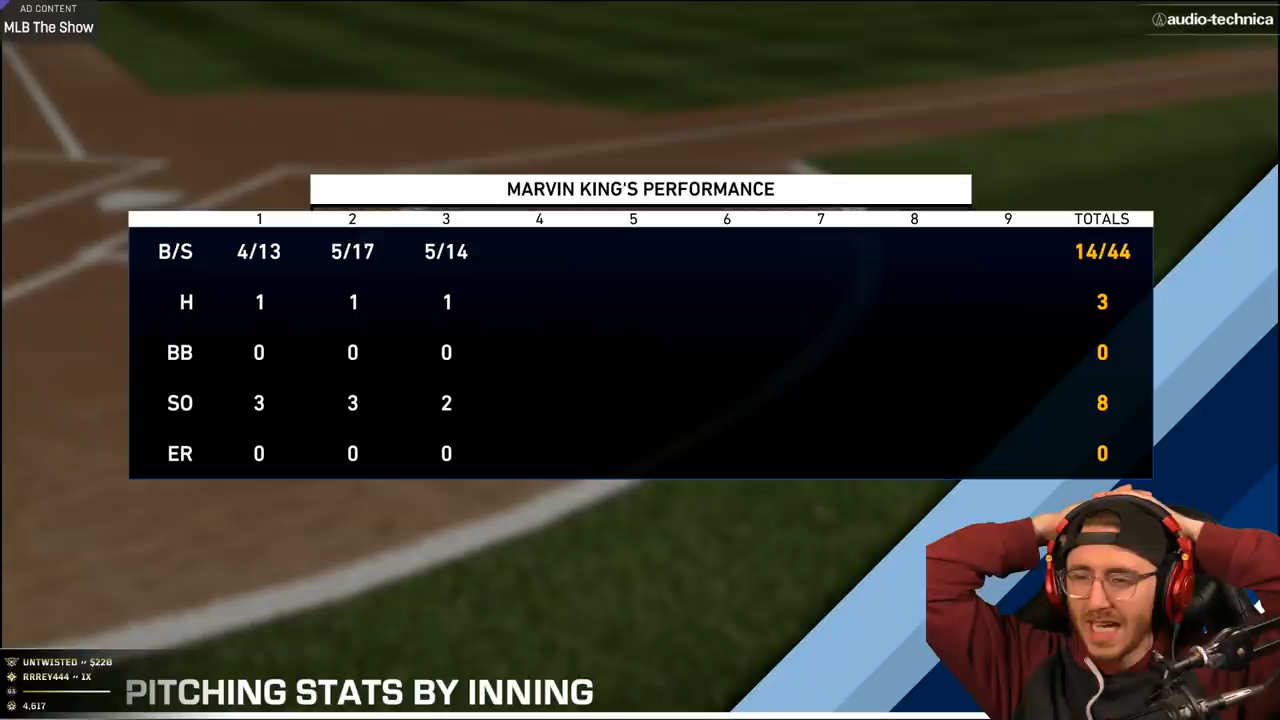 AD CONTENT
MLB The Show
audio-technica
MARVIN KING'S PERFORMANCE
1 2 3 4 5 6 7 8 9 TOTALS
B/S 4/13 5/17 5/14 14/44
H 1 1 1 3
BB 0 0 0 0
SO 3 3 2 8
ER 0 0 0 0
UNTWISTED ~ $220
RRREY444 ~ 1X
4,617
PITCHING STATS BY INNING